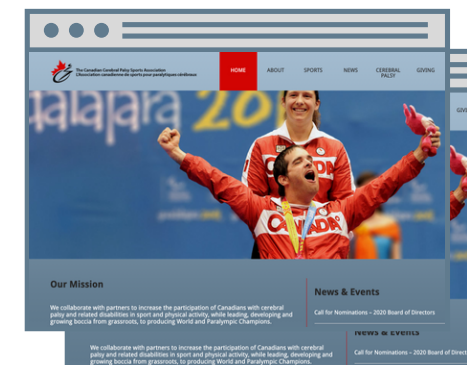 The Canadian Cerebral Palsy Sports Association
L'Association canadienne de sports pour paralytiques cérébraux
HOME
ABOUT
SPORTS
NEWS
CEREBRAL
PALSY
GIVING
CANADA
CANADA
Our Mission
We collaborate with partners to increase the participation of Canadians with cerebral
palsy and related disabilities in sport and physical activity, while leading, developing and
growing boccia from grassroots, to producing World and Paralympic Champions.
News & Events
Call for Nominations – 2020 Board of Directors
News & Events
We collaborate with partners to increase the participation of Canadians with cerebral
palsy and related disabilities in sport and physical activity, while leading, developing and
growing boccia from grassroots, to producing World and Paralympic Champions.
Call for Nominations – 2020 Board of Direct